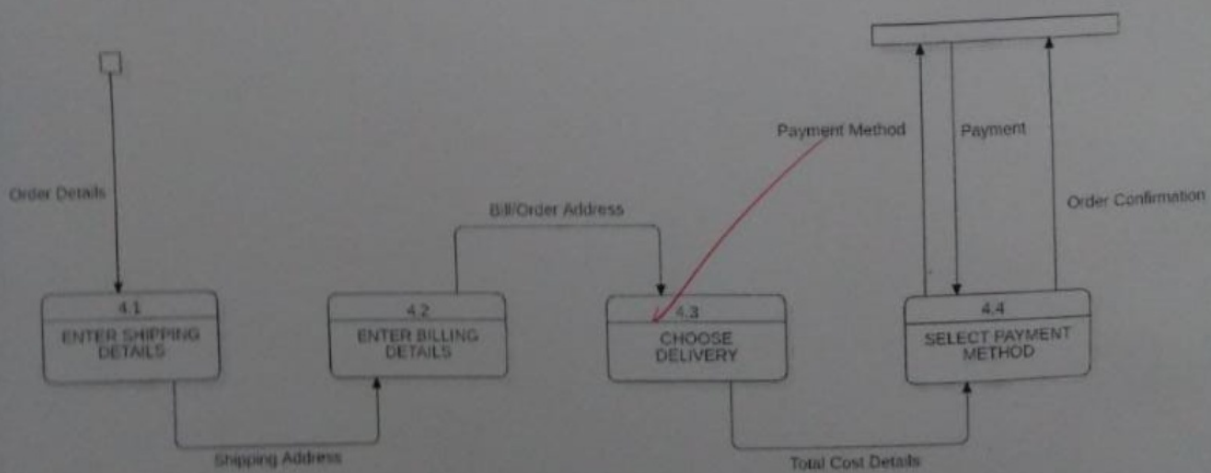 Payment Method
Payment
Order Details
Order Confirmation
Bill/Order Address
4.1
ENTER SHIPPING
DETAILS
4.2
ENTER BILLING
DETAILS
4.3
CHOOSE
DELIVERY
4.4
SELECT PAYMENT
METHOD
Shipping Address
Total Cost Details